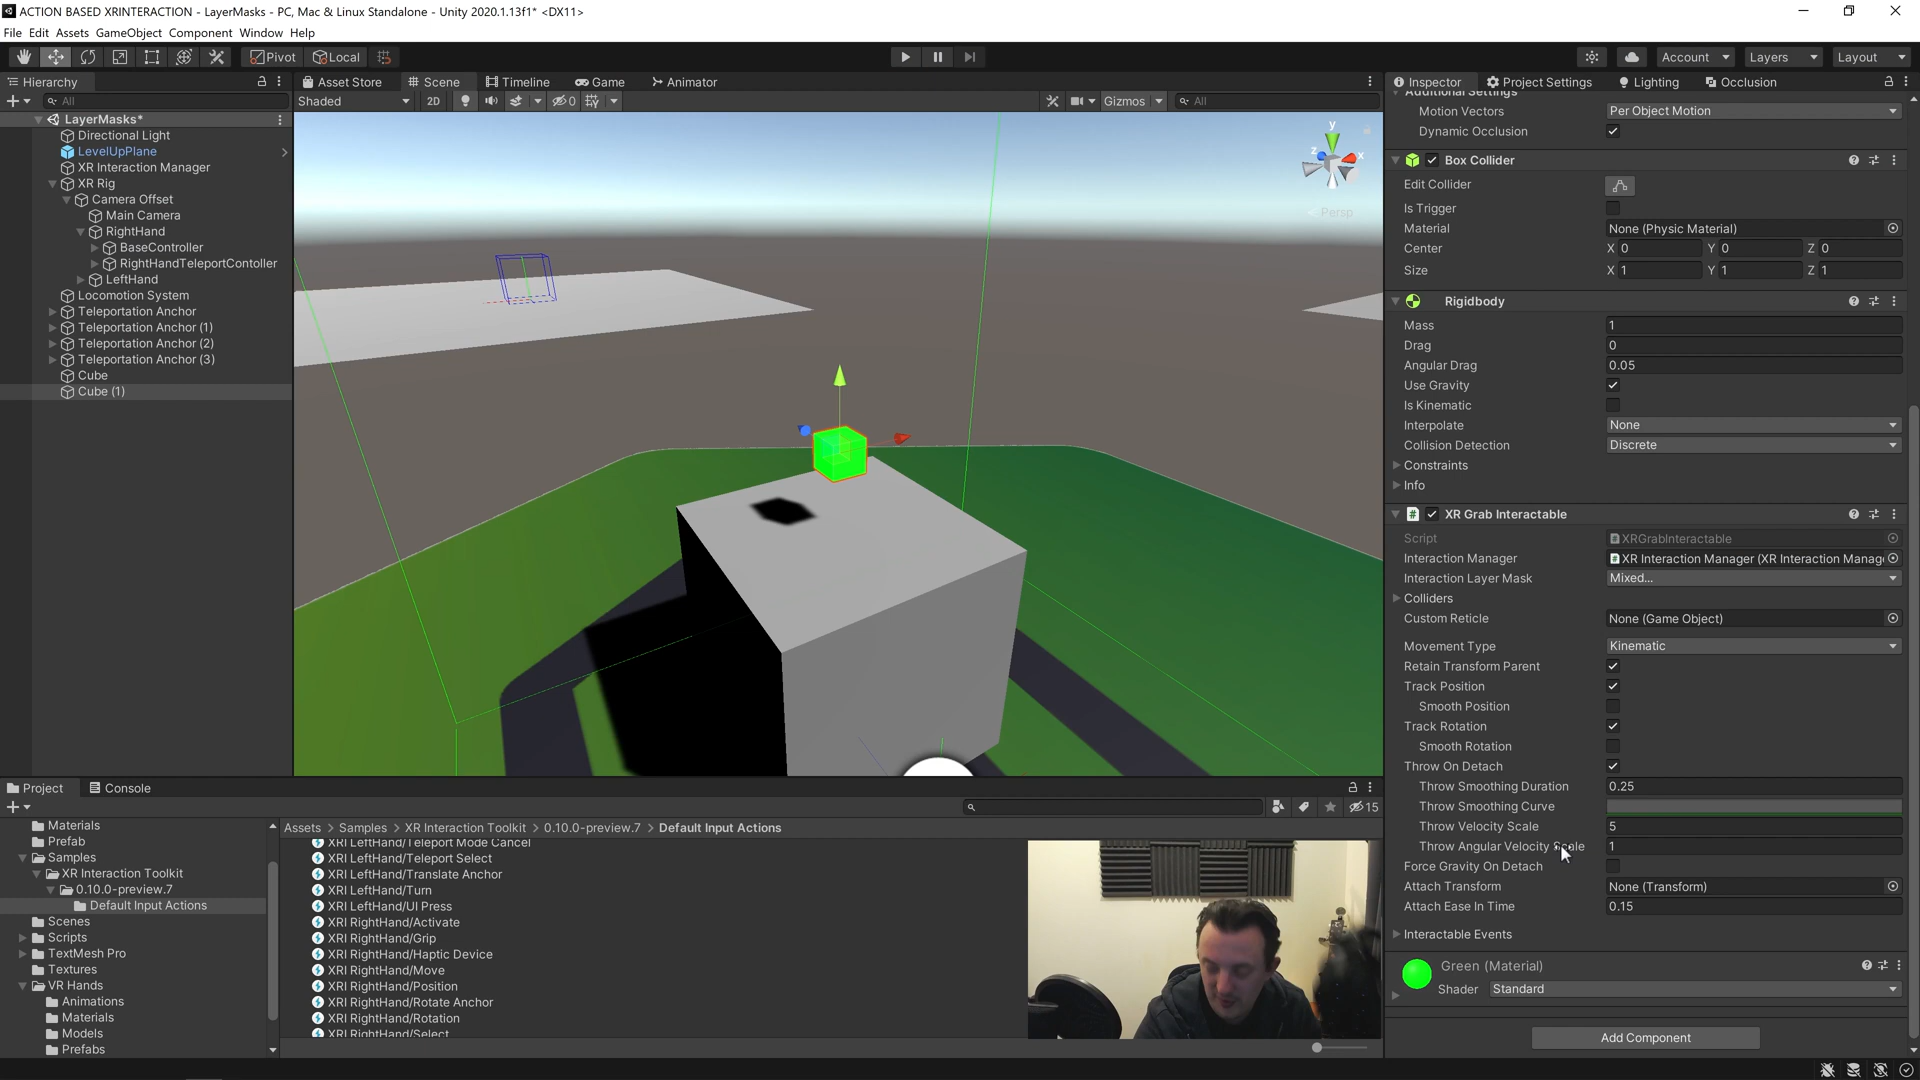 ACTION BASED XRINTERACTION - LayerMasks - PC, Mac & Linux Standalone - Unity 2020.1.13f1* <DX11>
File Edit Assets GameObject Component Window Help
Pivot Local Account Layers Layout
Hierarchy
All
LayerMasks*
Directional Light
LevelUpPlane
XR Interaction Manager
XR Rig
Camera Offset
Main Camera
RightHand
BaseController
RightHandTeleportContoller
LeftHand
Locomotion System
Teleportation Anchor
Teleportation Anchor (1)
Teleportation Anchor (2)
Teleportation Anchor (3)
Cube
Cube (1)
Asset Store Scene Timeline Game Animator
Shaded 2D 0 Gizmos All
y
z
x
Persp
Inspector Project Settings Lighting Occlusion
Additional Settings
Motion Vectors Per Object Motion
Dynamic Occlusion
Box Collider
Edit Collider
Is Trigger
Material None (Physic Material)
Center X 0 Y 0 Z 0
Size X 1 Y 1 Z 1
Rigidbody
Mass 1
Drag 0
Angular Drag 0.05
Use Gravity
Is Kinematic
Interpolate None
Collision Detection Discrete
Constraints
Info
XR Grab Interactable
Script XRGrabInteractable
Interaction Manager XR Interaction Manager (XR Interaction Manag
Interaction Layer Mask Mixed...
Colliders
Custom Reticle None (Game Object)
Movement Type Kinematic
Retain Transform Parent
Track Position
Smooth Position
Track Rotation
Smooth Rotation
Throw On Detach
Throw Smoothing Duration 0.25
Throw Smoothing Curve
Throw Velocity Scale 5
Throw Angular Velocity Scale 1
Force Gravity On Detach
Attach Transform None (Transform)
Attach Ease In Time 0.15
Interactable Events
Green (Material)
Shader Standard
Add Component
Project Console
15
Materials
Prefab
Samples
XR Interaction Toolkit
0.10.0-preview.7
Default Input Actions
Scenes
Scripts
TextMesh Pro
Textures
VR Hands
Animations
Materials
Models
Prefabs
Assets > Samples > XR Interaction Toolkit > 0.10.0-preview.7 > Default Input Actions
XRI LeftHand/Teleport Mode Cancel
XRI LeftHand/Teleport Select
XRI LeftHand/Translate Anchor
XRI LeftHand/Turn
XRI LeftHand/UI Press
XRI RightHand/Activate
XRI RightHand/Grip
XRI RightHand/Haptic Device
XRI RightHand/Move
XRI RightHand/Position
XRI RightHand/Rotate Anchor
XRI RightHand/Rotation
XRI RightHand/Select